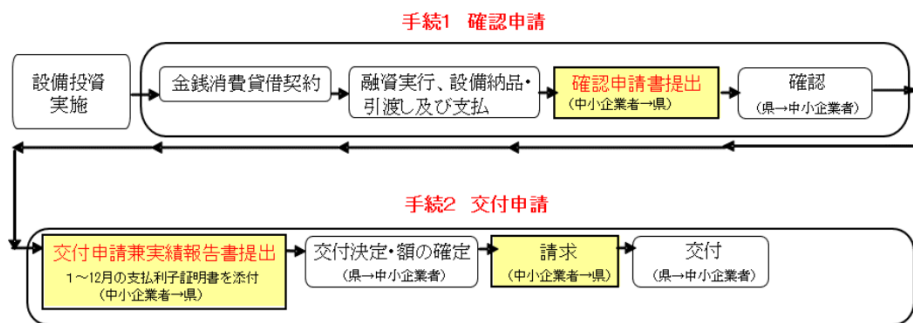 手続1 確認申請
設備投資
実施
金銭消費貸借契約
融資実行、設備納品・
引渡し及び支払
確認申請書提出
(中小企業者→県)
確認
(県→中小企業者)
手続2 交付申請
交付申請兼実績報告書提出
1～12月の支払利子証明書を添付
(中小企業者→県)
交付決定・額の確定
(県→中小企業者)
請求
(中小企業者→県)
交付
(県→中小企業者)